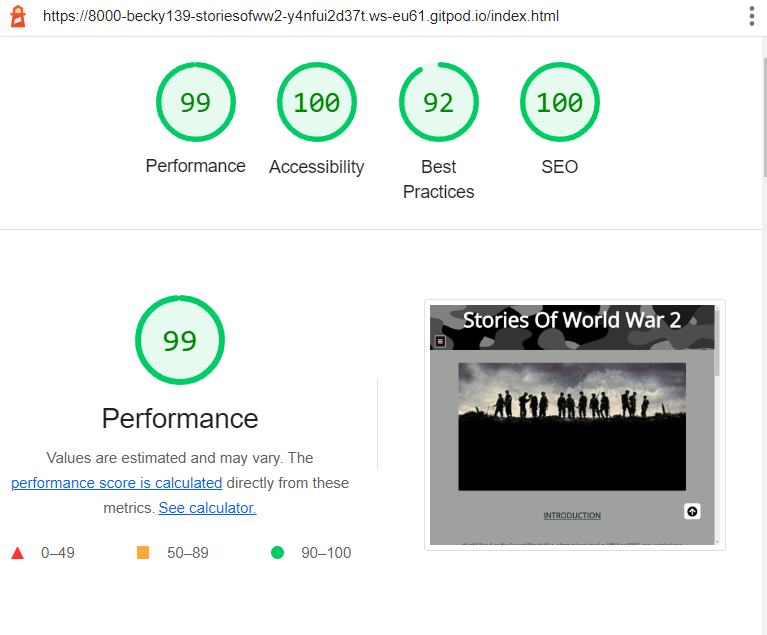 https://8000-becky139-storiesofww2-y4nfui2d37t.ws-eu61.gitpod.io/index.html
99 100 92 100
Performance Accessibility Best Practices SEO
99
Performance
Values are estimated and may vary. The
performance score is calculated directly from these
metrics. See calculator.
0–49 50–89 90–100
Stories Of World War 2
INTRODUCTION